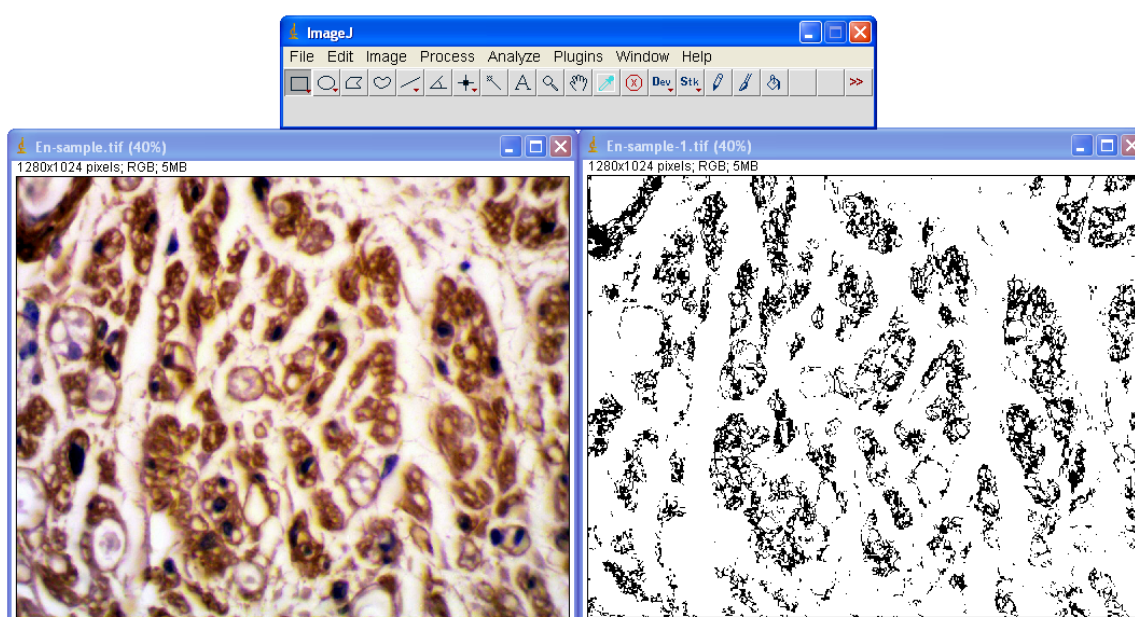 ImageJ
File Edit Image Process Analyze Plugins Window Help
A Dev Stk >>
En-sample.tif (40%)
1280x1024 pixels; RGB; 5MB
En-sample-1.tif (40%)
1280x1024 pixels; RGB; 5MB